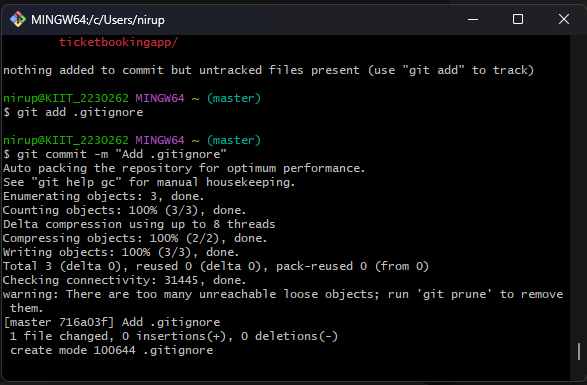 MINGW64:/c/Users/nirup
ticketbookingapp/
nothing added to commit but untracked files present (use "git add" to track)
nirup@KIIT_2230262 MINGW64 ~ (master)
$ git add .gitignore
nirup@KIIT_2230262 MINGW64 ~ (master)
$ git commit -m "Add .gitignore"
Auto packing the repository for optimum performance.
See "git help gc" for manual housekeeping.
Enumerating objects: 3, done.
Counting objects: 100% (3/3), done.
Delta compression using up to 8 threads
Compressing objects: 100% (2/2), done.
Writing objects: 100% (3/3), done.
Total 3 (delta 0), reused 0 (delta 0), pack-reused 0 (from 0)
Checking connectivity: 31445, done.
warning: There are too many unreachable loose objects; run 'git prune' to remove
 them.
[master 716a03f] Add .gitignore
 1 file changed, 0 insertions(+), 0 deletions(-)
 create mode 100644 .gitignore